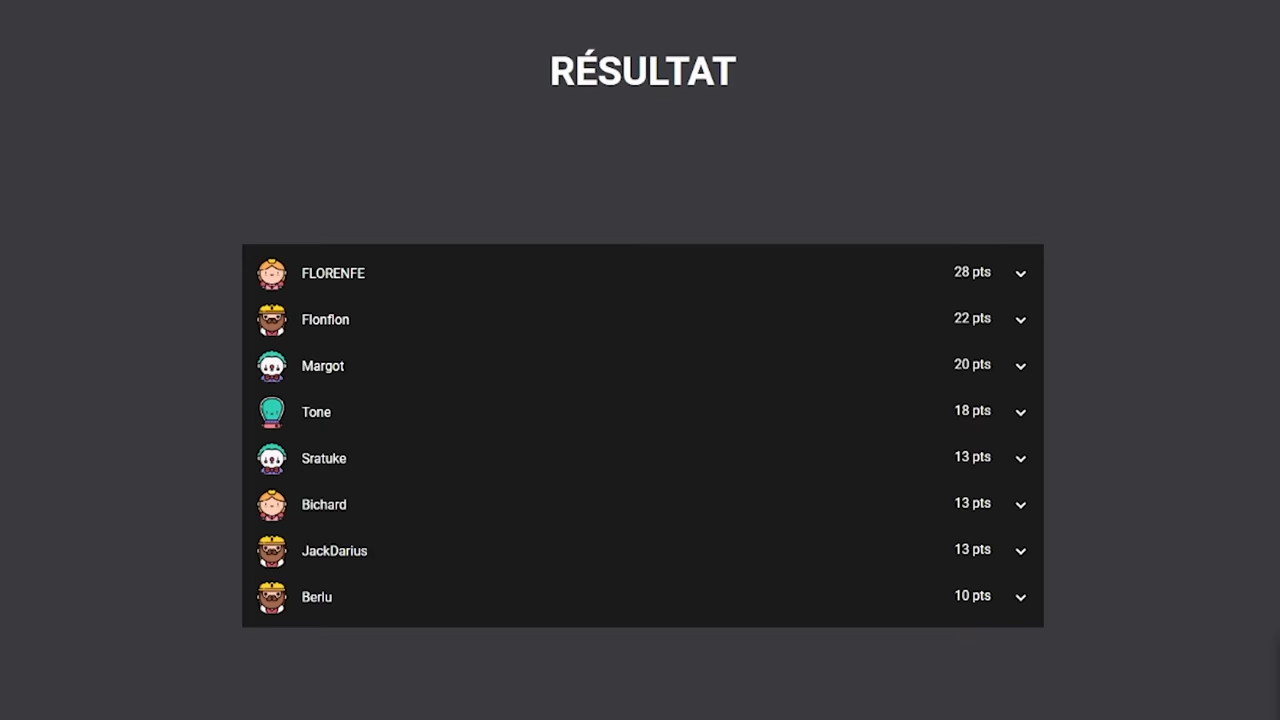 RÉSULTAT
FLORENFE 28 pts
Flonflon 22 pts
Margot 20 pts
Tone 18 pts
Sratuke 13 pts
Bichard 13 pts
JackDarius 13 pts
Berlu 10 pts